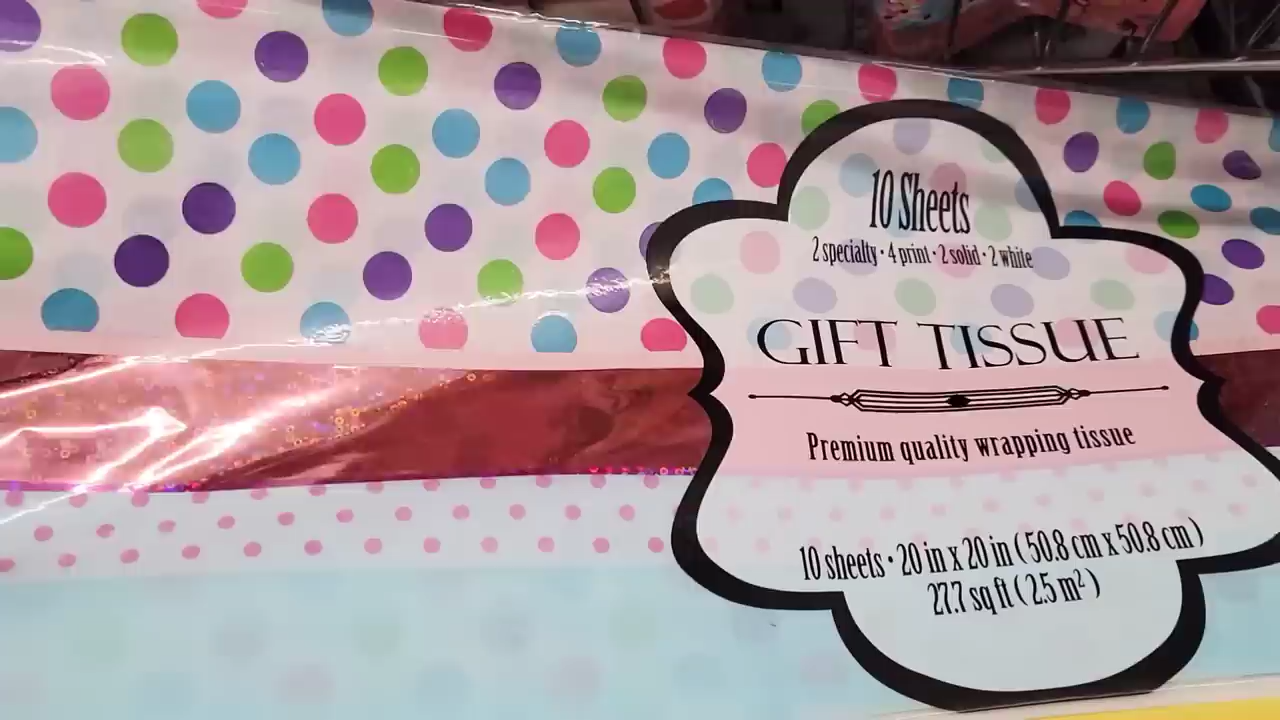 10 Sheets
2 specialty · 4 print · 2 solid · 2 white
GIFT TISSUE
Premium quality wrapping tissue
10 sheets · 20 in x 20 in ( 50.8 cm x 50.8 cm )
27.7 sq ft ( 2.5 m² )